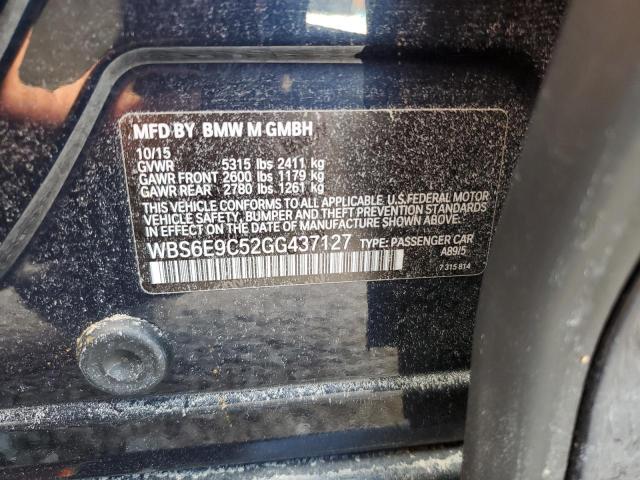 MFD BY BMW M GMBH
10/15
GVWR 5315 lbs 2411 kg
GAWR FRONT 2600 lbs 1179 kg
GAWR REAR 2780 lbs 1261 kg
THIS VEHICLE CONFORMS TO ALL APPLICABLE U.S. FEDERAL MOTOR
VEHICLE SAFETY, BUMPER AND THEFT PREVENTION STANDARDS
IN EFFECT ON THE DATE OF MANUFACTURE SHOWN ABOVE.
WBS6E9C52GG437127 TYPE: PASSENGER CAR
A89/5
7 315 814